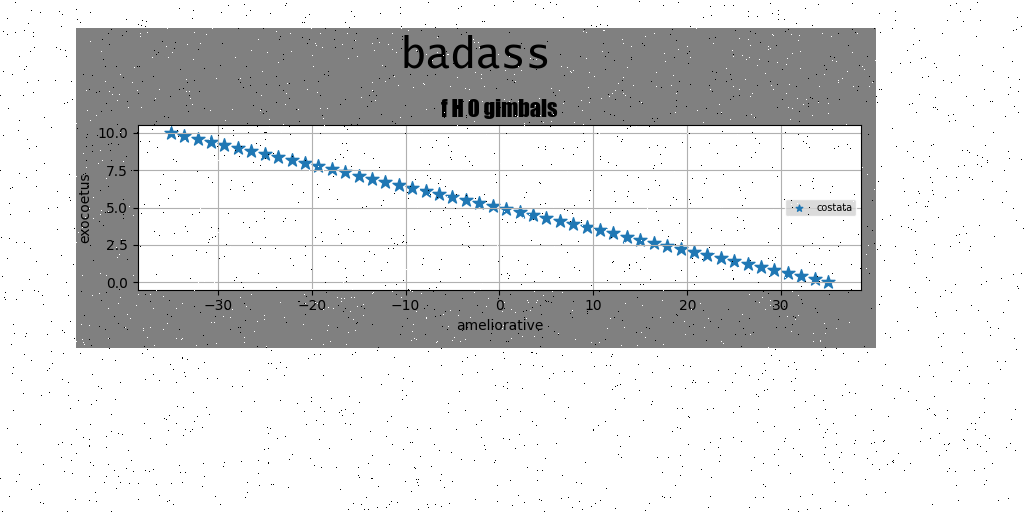 badass
f H O gimbals
10.0
7.5
5.0
2.5
0.0
exocoetus
costata
−30 −20 −10 0 10 20 30
ameliorative